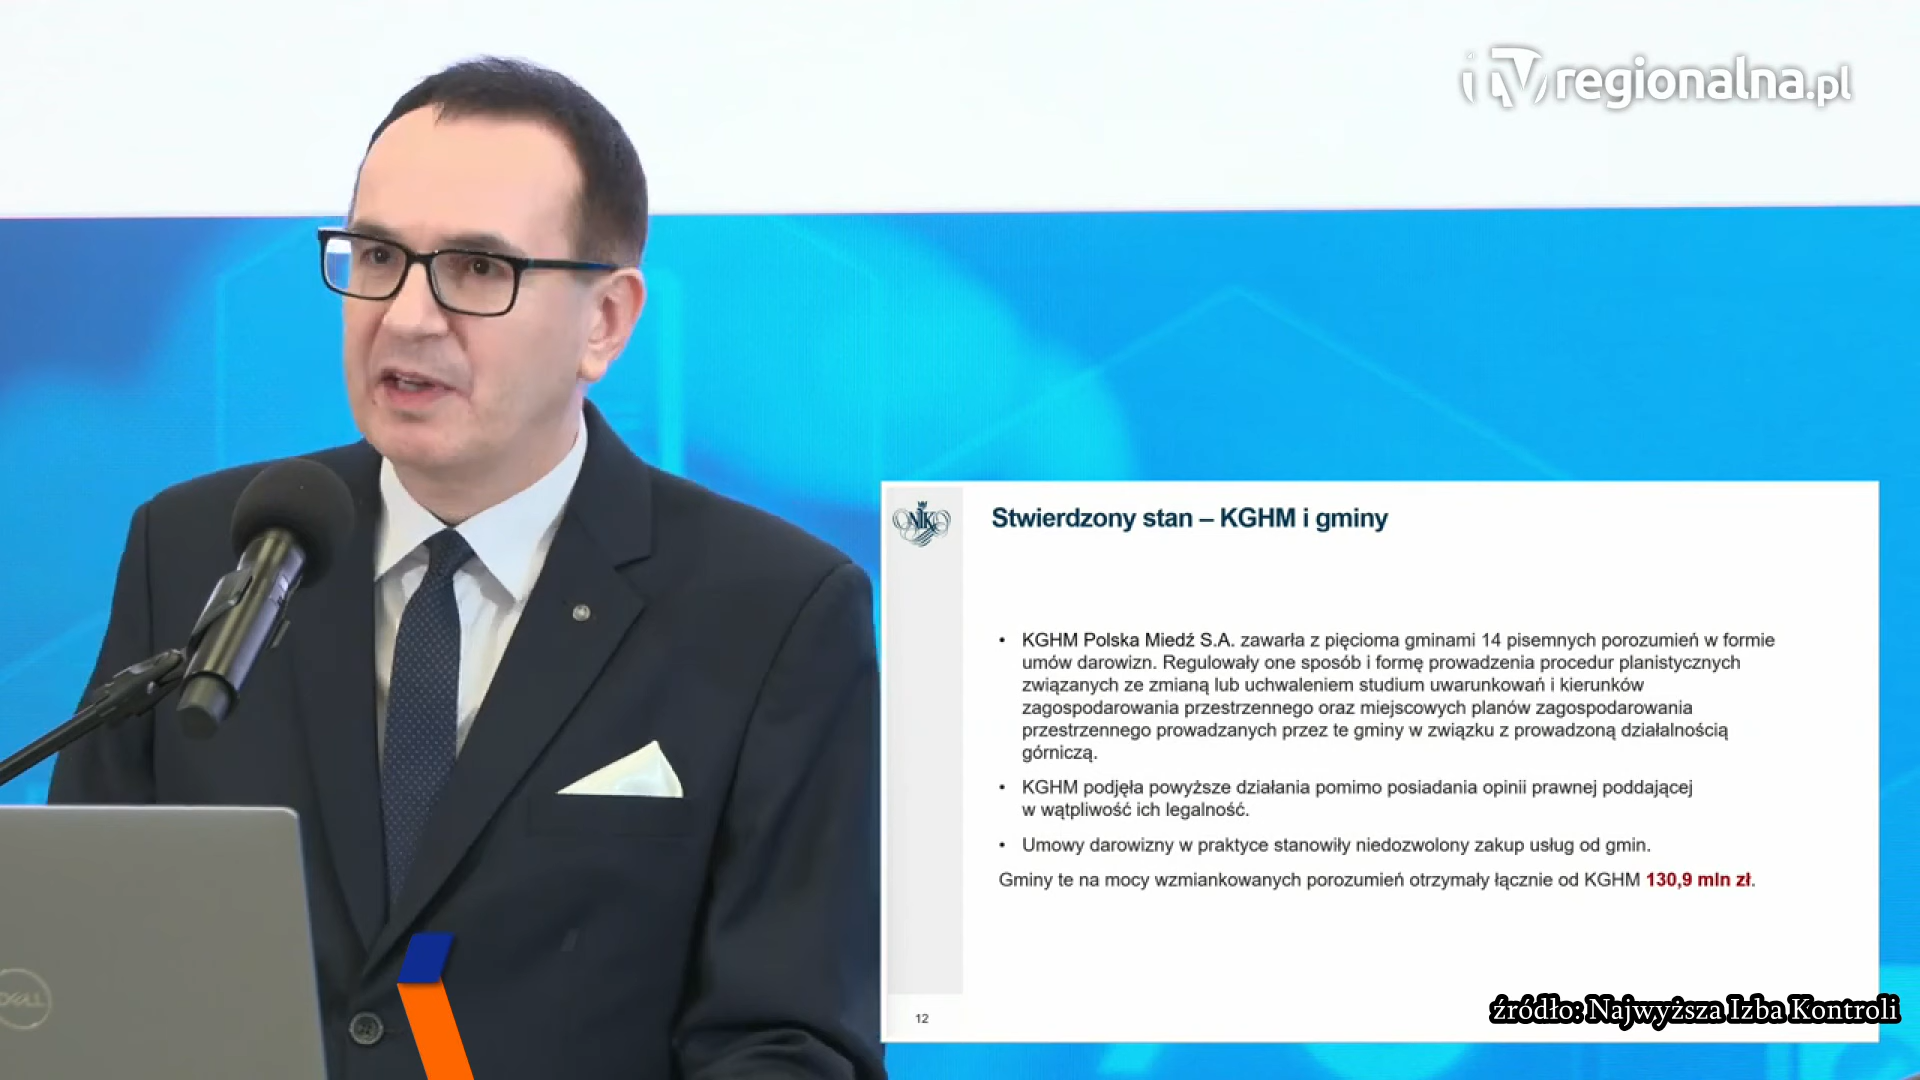 iTV regionalna.pl
NIK
Stwierdzony stan – KGHM i gminy
• KGHM Polska Miedź S.A. zawarła z pięcioma gminami 14 pisemnych porozumień w formie
umów darowizn. Regulowały one sposób i formę prowadzenia procedur planistycznych
związanych ze zmianą lub uchwaleniem studium uwarunkowań i kierunków
zagospodarowania przestrzennego oraz miejscowych planów zagospodarowania
przestrzennego prowadzanych przez te gminy w związku z prowadzoną działalnością
górniczą.
• KGHM podjęła powyższe działania pomimo posiadania opinii prawnej poddającej
w wątpliwość ich legalność.
• Umowy darowizny w praktyce stanowiły niedozwolony zakup usług od gmin.
Gminy te na mocy wzmiankowanych porozumień otrzymały łącznie od KGHM 130,9 mln zł.
12
źródło: Najwyższa Izba Kontroli
DELL